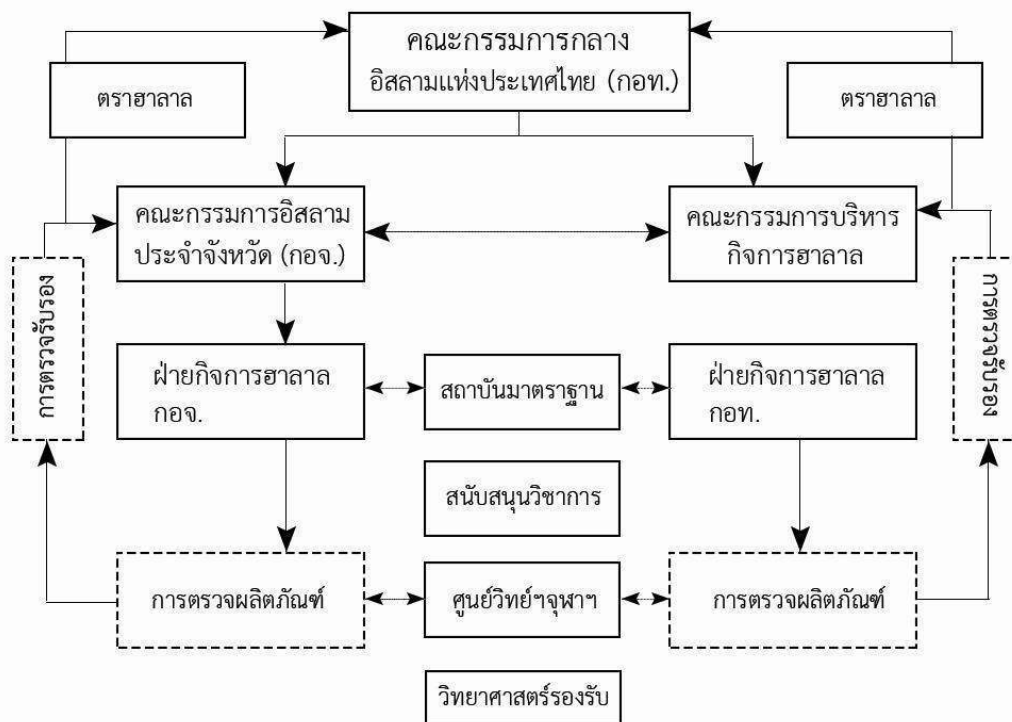 คณะกรรมการกลาง
อิสลามแห่งประเทศไทย (กอท.)
ตราฮาลาล
ตราฮาลาล
คณะกรรมการอิสลาม
ประจำจังหวัด (กอจ.)
คณะกรรมการบริหาร
กิจการฮาลาล
การตรวจรับรอง
การตรวจรับรอง
ฝ่ายกิจการฮาลาล
กอจ.
สถาบันมาตราฐาน
ฝ่ายกิจการฮาลาล
กอท.
สนับสนุนวิชาการ
การตรวจผลิตภัณฑ์
ศูนย์วิทย์ฯจุฬาฯ
การตรวจผลิตภัณฑ์
วิทยาศาสตร์รองรับ